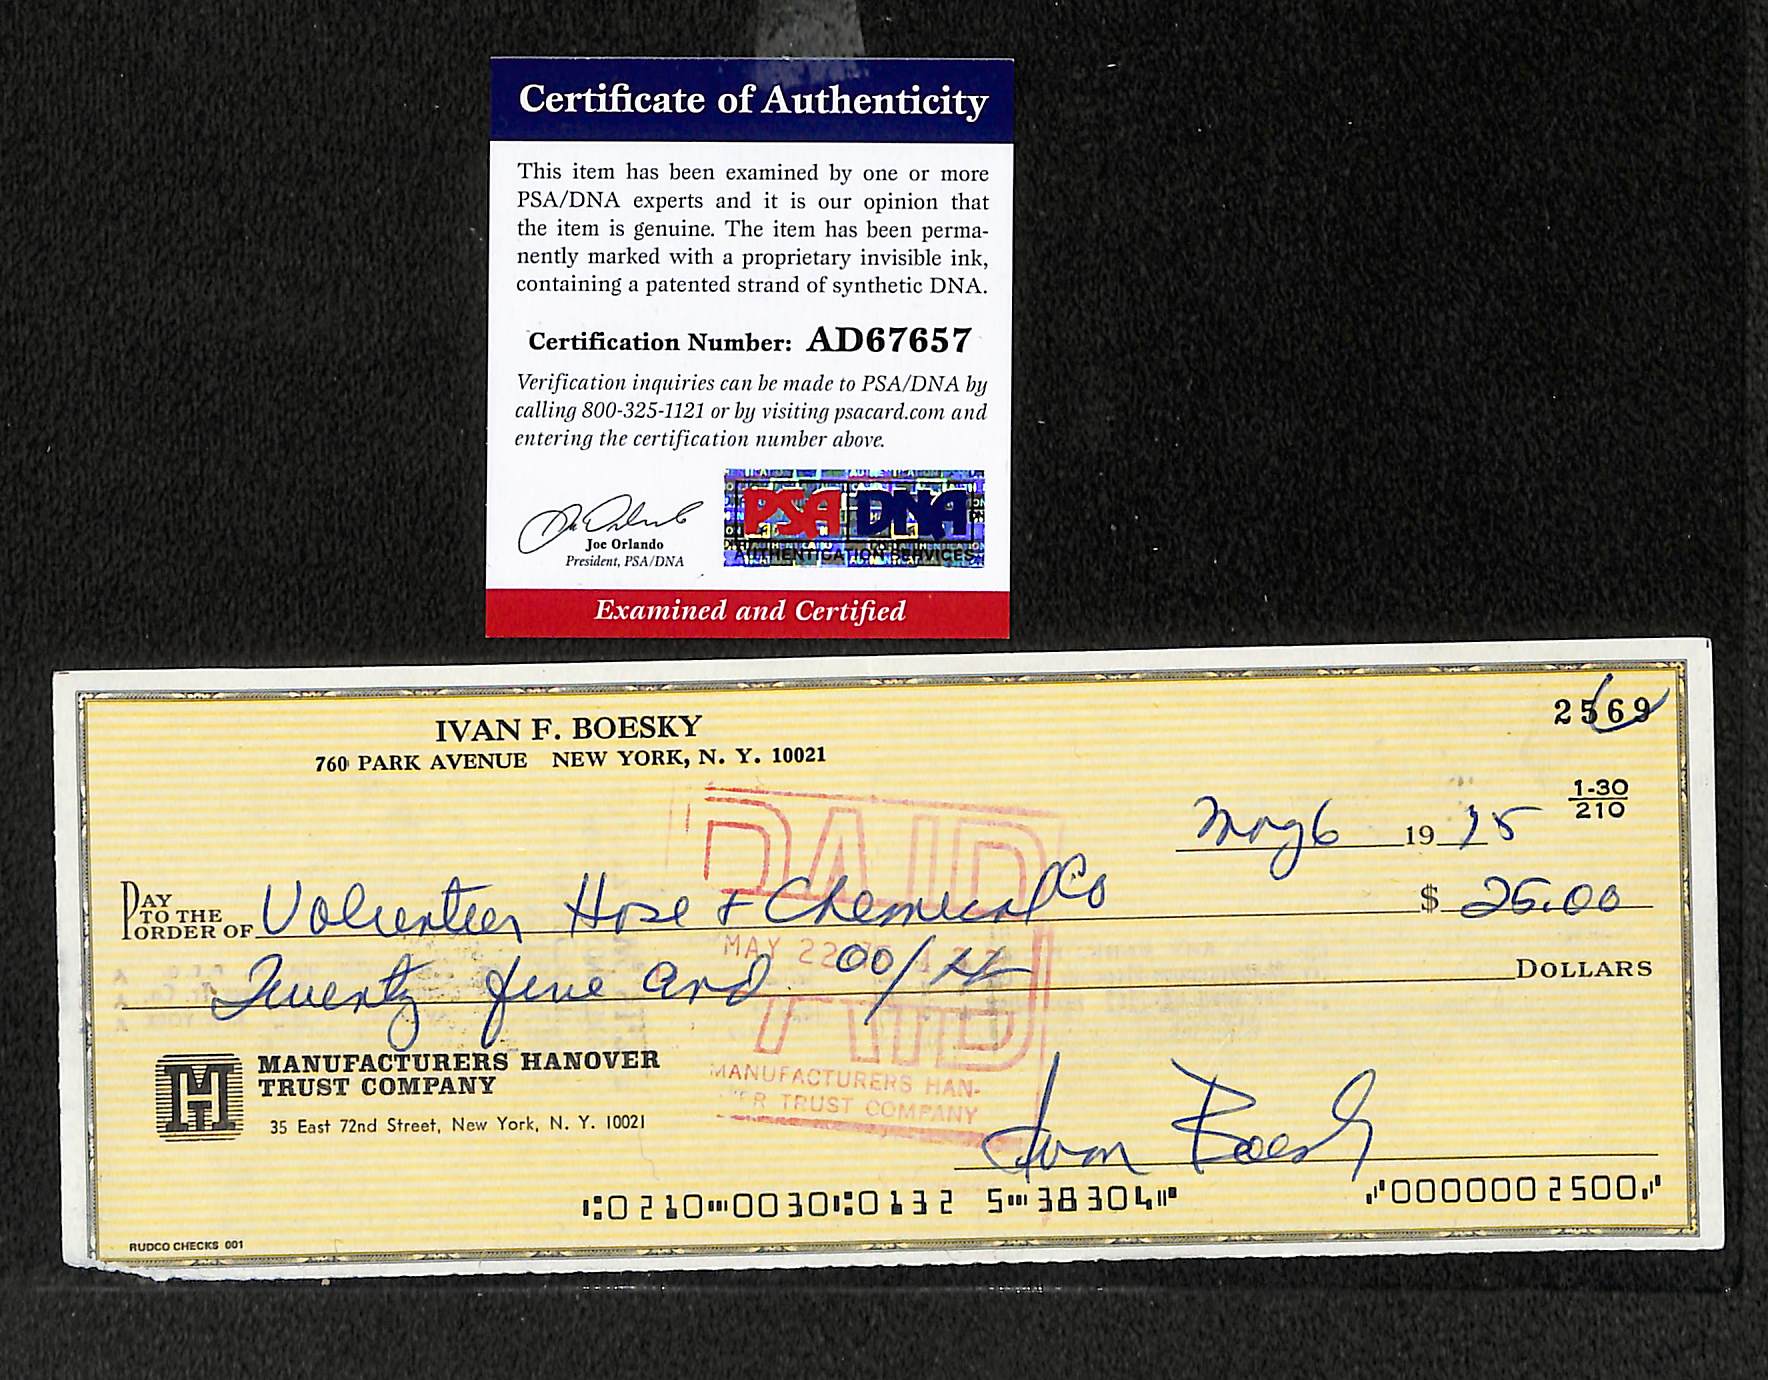 Certificate of Authenticity
This item has been examined by one or more
PSA/DNA experts and it is our opinion that
the item is genuine. The item has been perma-
nently marked with a proprietary invisible ink,
containing a patented strand of synthetic DNA.
Certification Number: AD67657
Verification inquiries can be made to PSA/DNA by
calling 800-325-1121 or by visiting psacard.com and
entering the certification number above.
PSA DNA
AUTHENTICATION SERVICES
Joe Orlando
President, PSA/DNA
Examined and Certified
IVAN F. BOESKY
2569
760 PARK AVENUE NEW YORK, N. Y. 10021
1-30
210
May 6 1975
PAID
PAY
TO THE
ORDER OF Volunteer Hose + Chemical Co $ 25.00
MAY 22
Twenty five and 00/ DOLLARS
MANUFACTURERS HANOVER
TRUST COMPANY
35 East 72nd Street, New York, N. Y. 10021
MANUFACTURERS HAN-
TRUST COMPANY
Ivan Boesky
⑆0210⑉0030⑆0132 5⑉38304⑈ ⑇0000002500⑇
RUDCO CHECKS 001